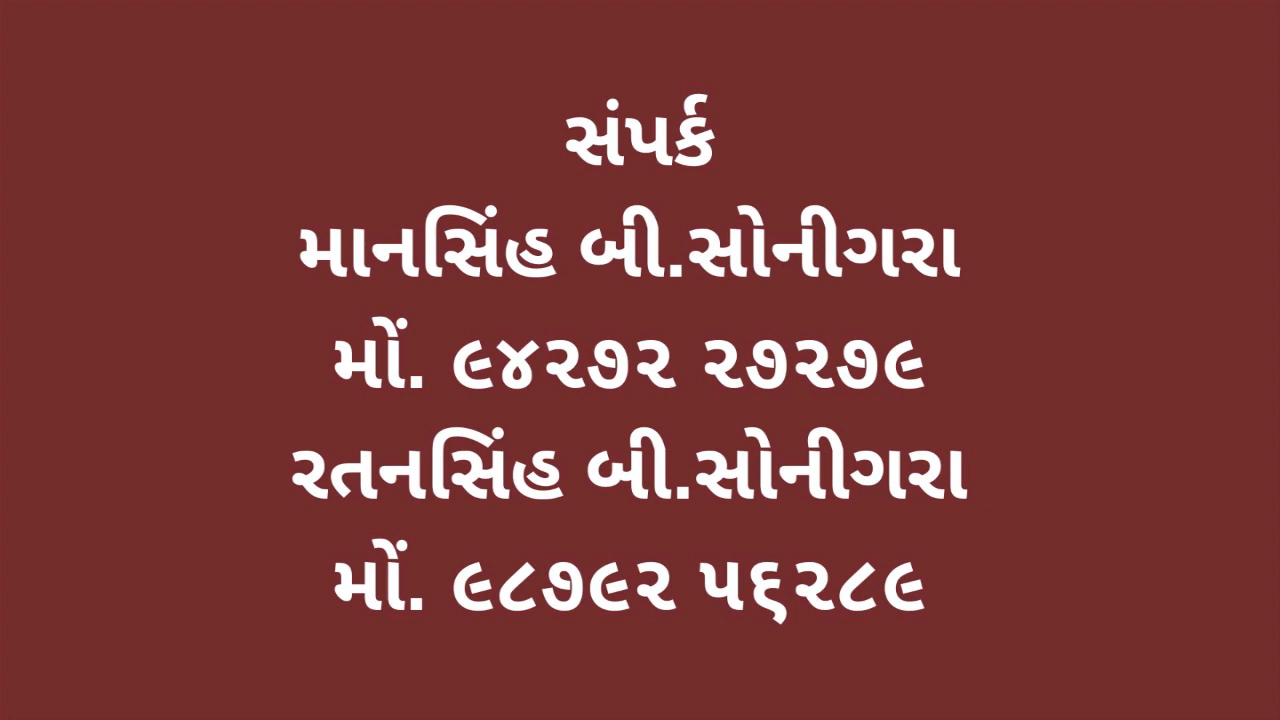 સંપર્ક
માનસિંહ બી.સોનીગરા
મોં. ૯૪૨૭૨ ૨૭૨૭૯
રતનસિંહ બી.સોનીગરા
મોં. ૯૮૭૯૨ ૫૬૨૮૯